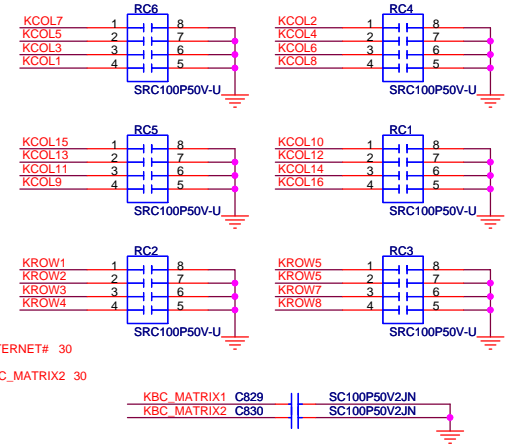 RC6
KCOL7 1 8
KCOL5 2 7
KCOL3 3 6
KCOL1 4 5
SRC100P50V-U
RC4
KCOL2 1 8
KCOL4 2 7
KCOL6 3 6
KCOL8 4 5
SRC100P50V-U
RC5
KCOL15 1 8
KCOL13 2 7
KCOL11 3 6
KCOL9 4 5
SRC100P50V-U
RC1
KCOL10 1 8
KCOL12 2 7
KCOL14 3 6
KCOL16 4 5
SRC100P50V-U
RC2
KROW1 1 8
KROW2 2 7
KROW3 3 6
KROW4 4 5
SRC100P50V-U
RC3
KROW5 1 8
KROW5 2 7
KROW7 3 6
KROW8 4 5
SRC100P50V-U
TERNET# 30
C_MATRIX2 30
KBC_MATRIX1 C829 SC100P50V2JN
KBC_MATRIX2 C830 SC100P50V2JN